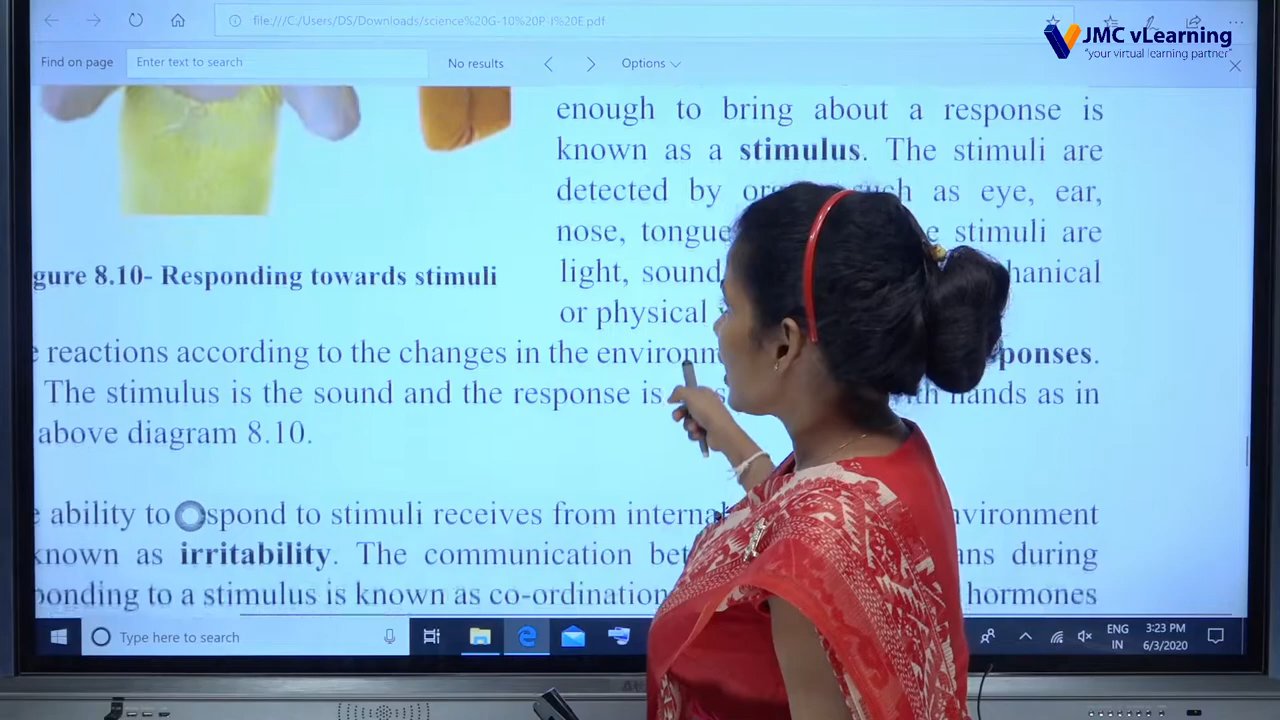 file:///C:/Users/DS/Downloads/science%20G-10%20P-I%20E.pdf
JMC vLearning
"your virtual learning partner"
Find on page
Enter text to search
No results
Options
enough to bring about a response is
known as a stimulus. The stimuli are
detected by such as eye, ear,
nose, tongue stimuli are
gure 8.10- Responding towards stimuli
light, sound hanical
or physical
e reactions according to the changes in the environm ponses.
The stimulus is the sound and the response is with hands as in
above diagram 8.10.
e ability to spond to stimuli receives from internal nvironment
known as irritability. The communication bet ans during
ponding to a stimulus is known as co-ordination hormones
Type here to search
ENG
IN
3:23 PM
6/3/2020